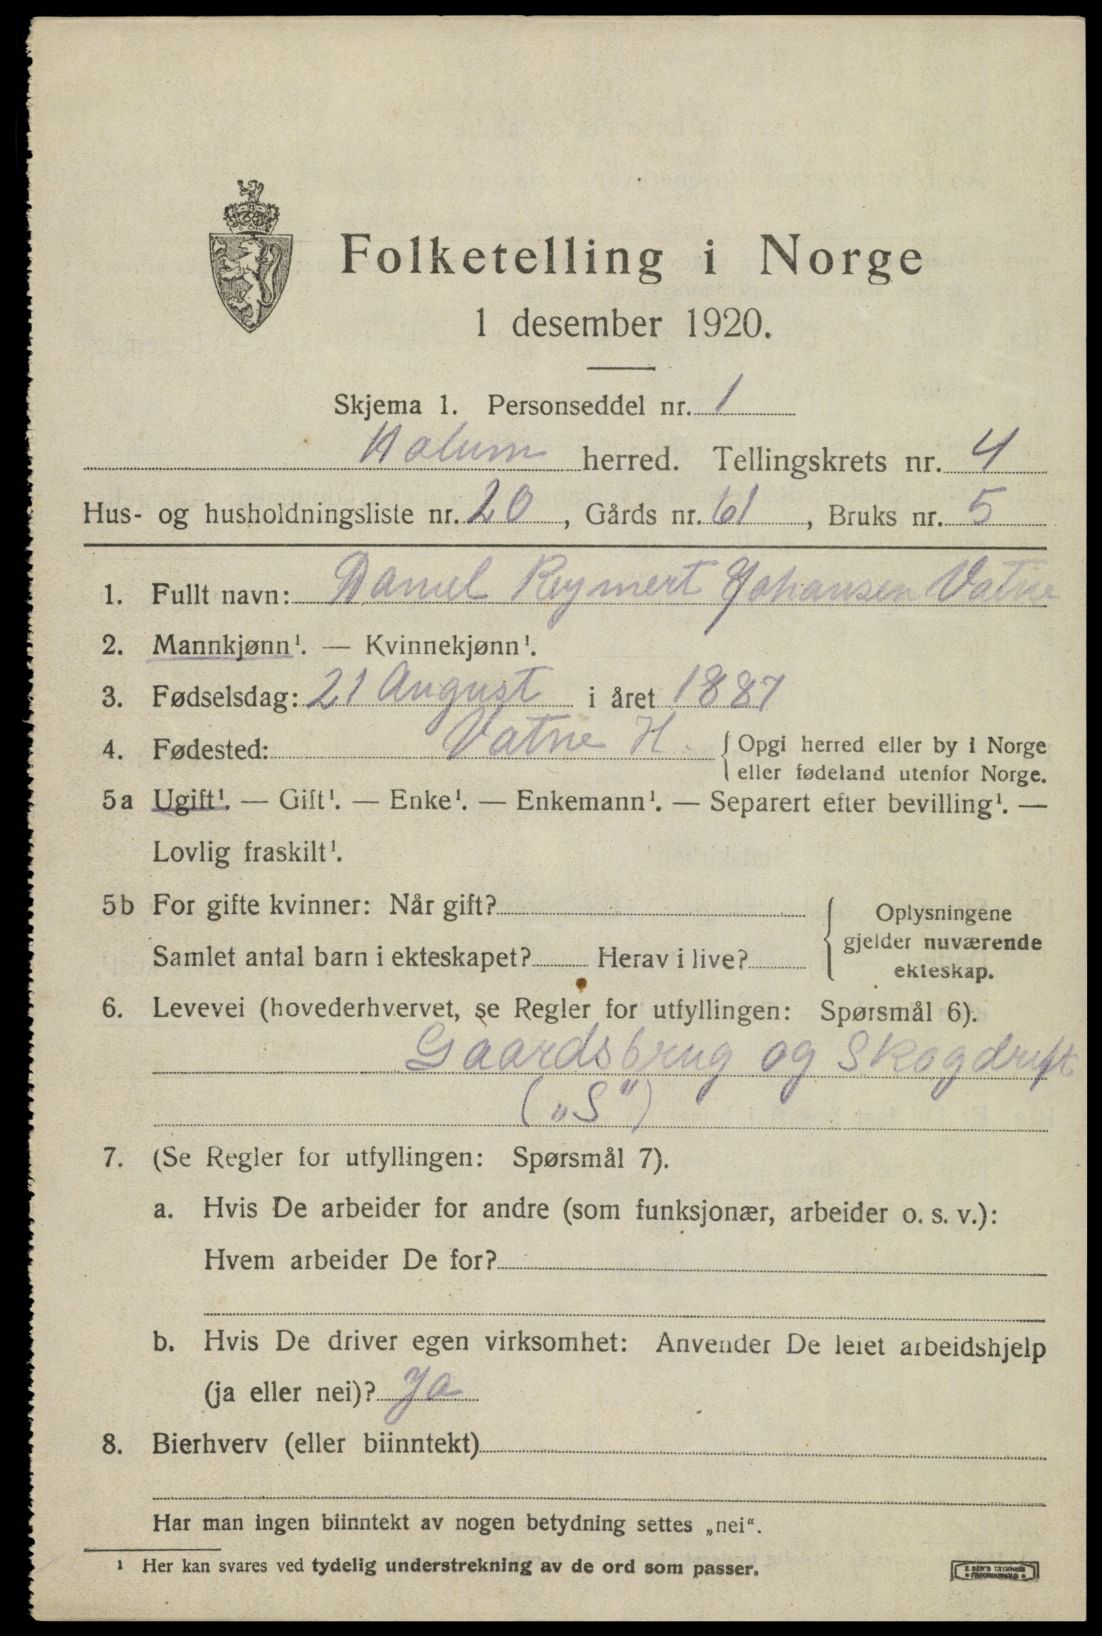 Folketelling i Norge
1 desember 1920.
Skjema 1. Personseddel nr. 1
Holum herred. Tellingskrets nr. 4
Hus- og husholdningsliste nr. 20, Gårds nr. 61, Bruks nr. 5
1. Fullt navn: Daniel Reymert Johansen Vatne
2. Mannkjønn¹. — Kvinnekjønn¹.
3. Fødselsdag: 21 August i året 1887
4. Fødested: Vatne H. { Opgi herred eller by i Norge
eller fødeland utenfor Norge.
5a Ugift¹. — Gift¹. — Enke¹. — Enkemann¹. — Separert efter bevilling¹. —
Lovlig fraskilt¹.
5b For gifte kvinner: Når gift?
Samlet antal barn i ekteskapet? Herav i live?
{ Oplysningene
gjelder nuværende
ekteskap.
6. Levevei (hovederhvervet, se Regler for utfyllingen: Spørsmål 6).
Gaardsbrug og Skogdrift
(„S")
7. (Se Regler for utfyllingen: Spørsmål 7).
a. Hvis De arbeider for andre (som funksjonær, arbeider o. s. v.):
Hvem arbeider De for?
b. Hvis De driver egen virksomhet: Anvender De leiet arbeidshjelp
(ja eller nei)? Ja
8. Bierhverv (eller biinntekt)
Har man ingen biinntekt av nogen betydning settes „nei“.
¹ Her kan svares ved tydelig understrekning av de ord som passer.